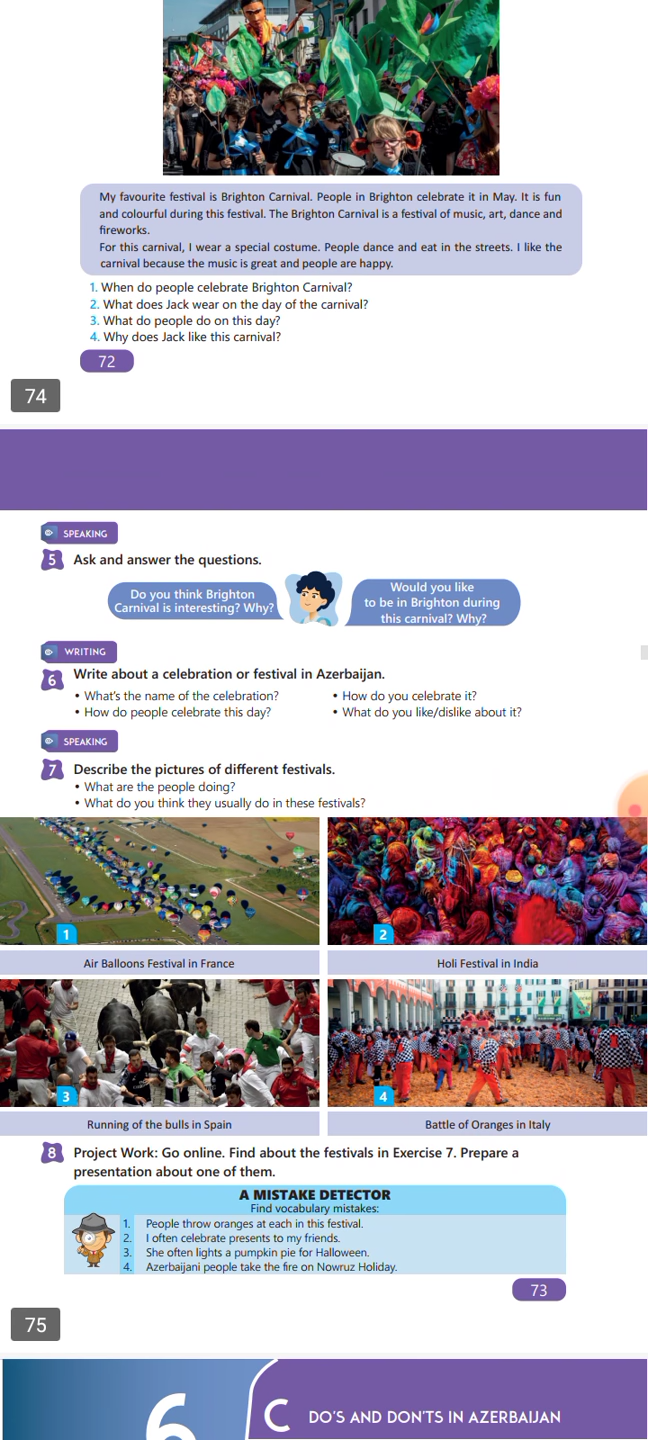 My favourite festival is Brighton Carnival. People in Brighton celebrate it in May. It is fun
and colourful during this festival. The Brighton Carnival is a festival of music, art, dance and
fireworks.
For this carnival, I wear a special costume. People dance and eat in the streets. I like the
carnival because the music is great and people are happy.
1. When do people celebrate Brighton Carnival?
2. What does Jack wear on the day of the carnival?
3. What do people do on this day?
4. Why does Jack like this carnival?
72
74
SPEAKING
5 Ask and answer the questions.
Do you think Brighton
Carnival is interesting? Why?
Would you like
to be in Brighton during
this carnival? Why?
WRITING
6 Write about a celebration or festival in Azerbaijan.
• What's the name of the celebration?
• How do people celebrate this day?
• How do you celebrate it?
• What do you like/dislike about it?
SPEAKING
7 Describe the pictures of different festivals.
• What are the people doing?
• What do you think they usually do in these festivals?
1
2
Air Balloons Festival in France
Holi Festival in India
3
4
Running of the bulls in Spain
Battle of Oranges in Italy
8 Project Work: Go online. Find about the festivals in Exercise 7. Prepare a
presentation about one of them.
A MISTAKE DETECTOR
Find vocabulary mistakes:
1. People throw oranges at each in this festival.
2. I often celebrate presents to my friends.
3. She often lights a pumpkin pie for Halloween.
4. Azerbaijani people take the fire on Nowruz Holiday.
73
75
6
C DO'S AND DON'TS IN AZERBAIJAN